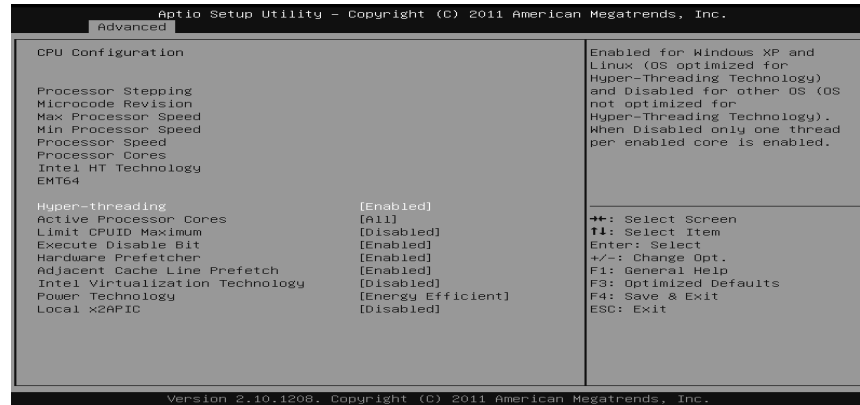 Aptio Setup Utility – Copyright (C) 2011 American Megatrends, Inc.
Advanced
CPU Configuration
Processor Stepping
Microcode Revision
Max Processor Speed
Min Processor Speed
Processor Speed
Processor Cores
Intel HT Technology
EMT64
Hyper-threading [Enabled]
Active Processor Cores [All]
Limit CPUID Maximum [Disabled]
Execute Disable Bit [Enabled]
Hardware Prefetcher [Enabled]
Adjacent Cache Line Prefetch [Enabled]
Intel Virtualization Technology [Disabled]
Power Technology [Energy Efficient]
Local x2APIC [Disabled]
Enabled for Windows XP and
Linux (OS optimized for
Hyper-Threading Technology)
and Disabled for other OS (OS
not optimized for
Hyper-Threading Technology).
When Disabled only one thread
per enabled core is enabled.
→←: Select Screen
↑↓: Select Item
Enter: Select
+/-: Change Opt.
F1: General Help
F3: Optimized Defaults
F4: Save & Exit
ESC: Exit
Version 2.10.1208. Copyright (C) 2011 American Megatrends, Inc.